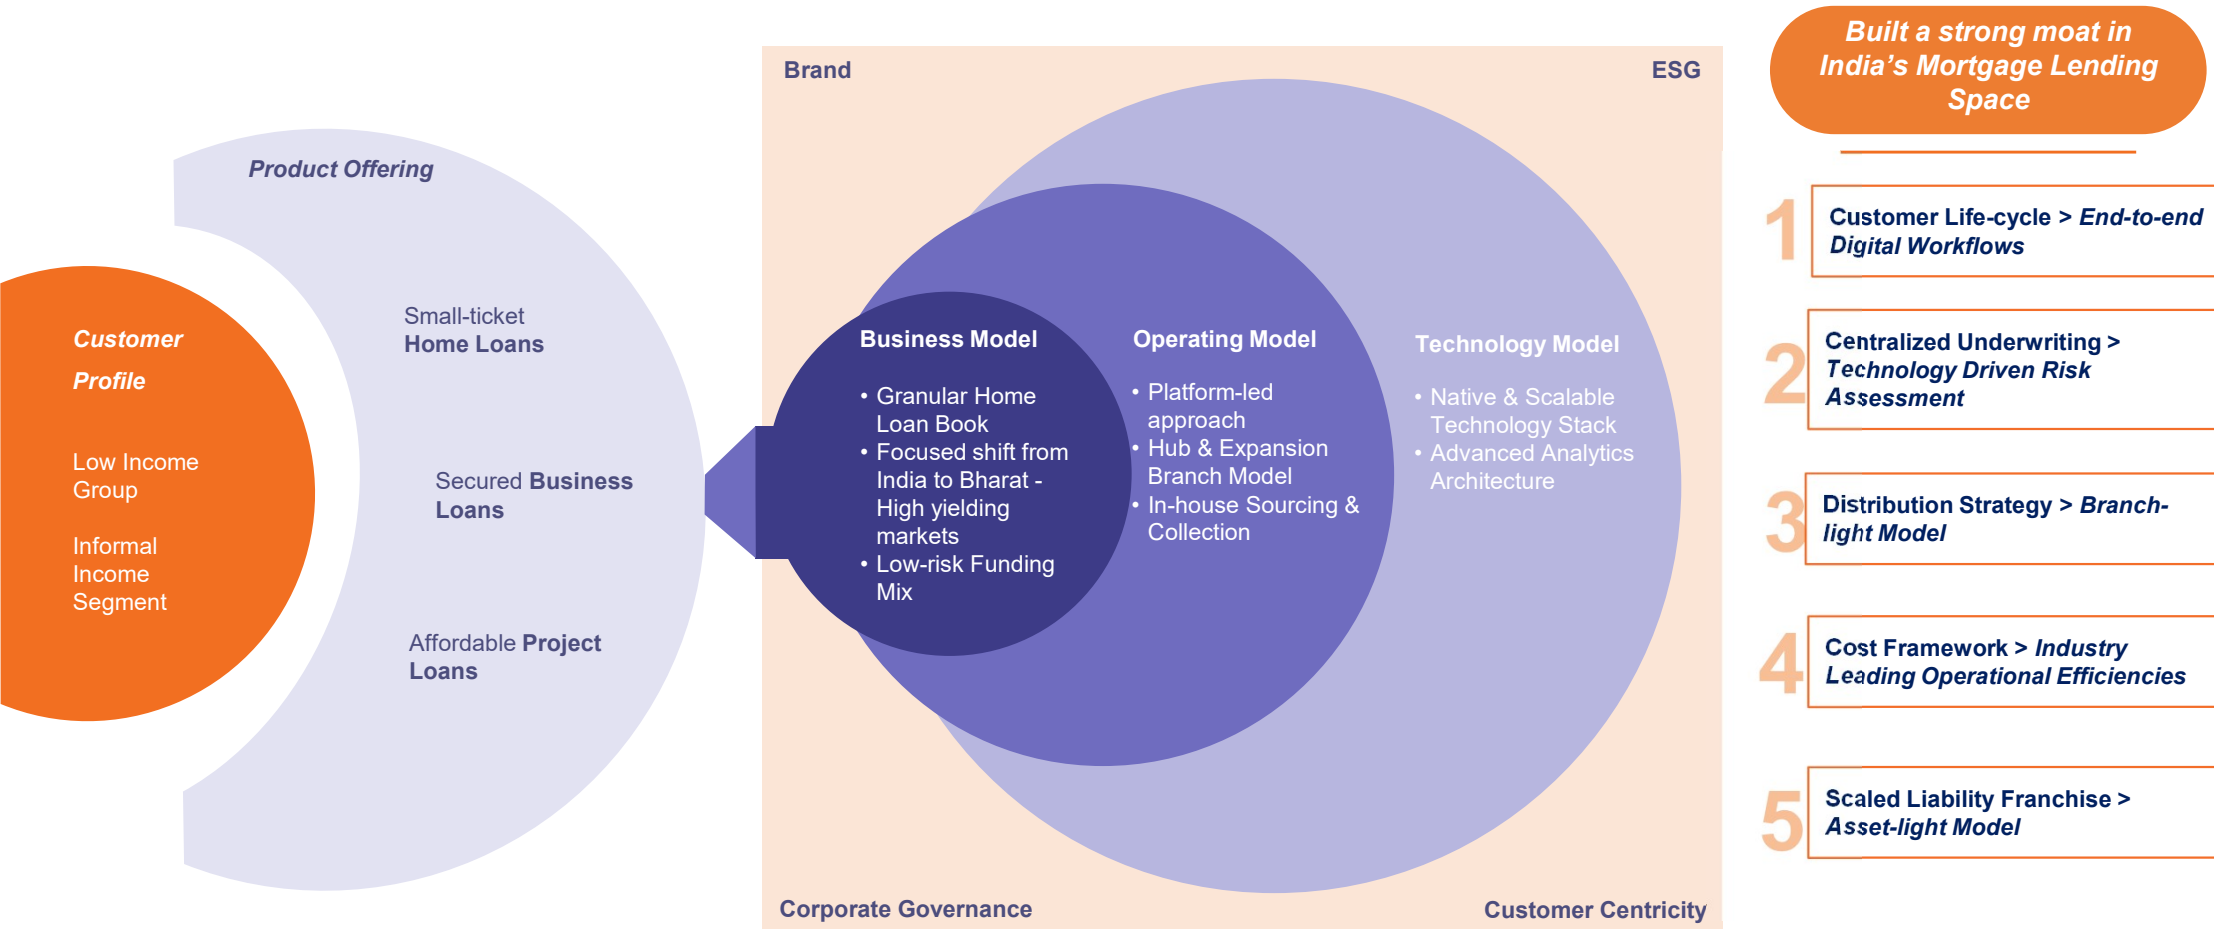 Customer
Profile
Low Income
Group
Informal
Income
Segment
Product Offering
Small-ticket
Home Loans
Secured Business
Loans
Affordable Project
Loans
Brand
ESG
Business Model
• Granular Home
Loan Book
• Focused shift from
India to Bharat -
High yielding
markets
• Low-risk Funding
Mix
Operating Model
• Platform-led
approach
• Hub & Expansion
Branch Model
• In-house Sourcing &
Collection
Technology Model
• Native & Scalable
Technology Stack
• Advanced Analytics
Architecture
Corporate Governance
Customer Centricity
Built a strong moat in
India's Mortgage Lending
Space
1
Customer Life-cycle > End-to-end
Digital Workflows
2
Centralized Underwriting >
Technology Driven Risk
Assessment
3
Distribution Strategy > Branch-
light Model
4
Cost Framework > Industry
Leading Operational Efficiencies
5
Scaled Liability Franchise >
Asset-light Model